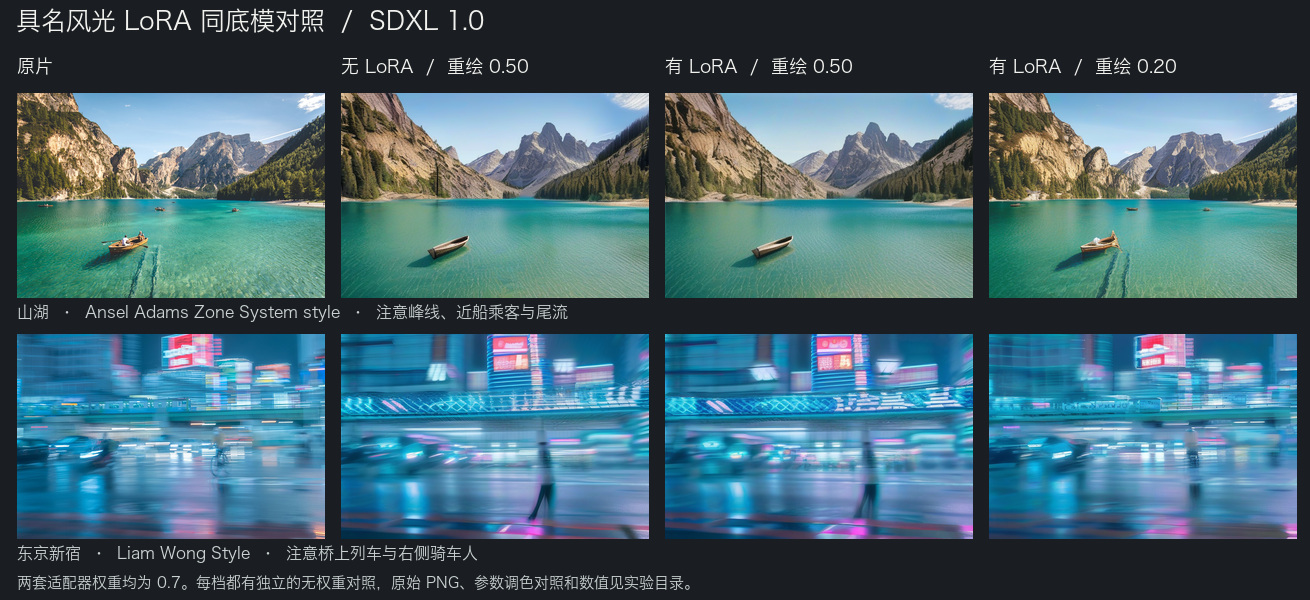 具名风光 LoRA 同底模对照 / SDXL 1.0
原片
无 LoRA / 重绘 0.50
有 LoRA / 重绘 0.50
有 LoRA / 重绘 0.20
山湖 · Ansel Adams Zone System style · 注意峰线、近船乘客与尾流
东京新宿 · Liam Wong Style · 注意桥上列车与右侧骑车人
两套适配器权重均为 0.7。每档都有独立的无权重对照，原始 PNG、参数调色对照和数值见实验目录。